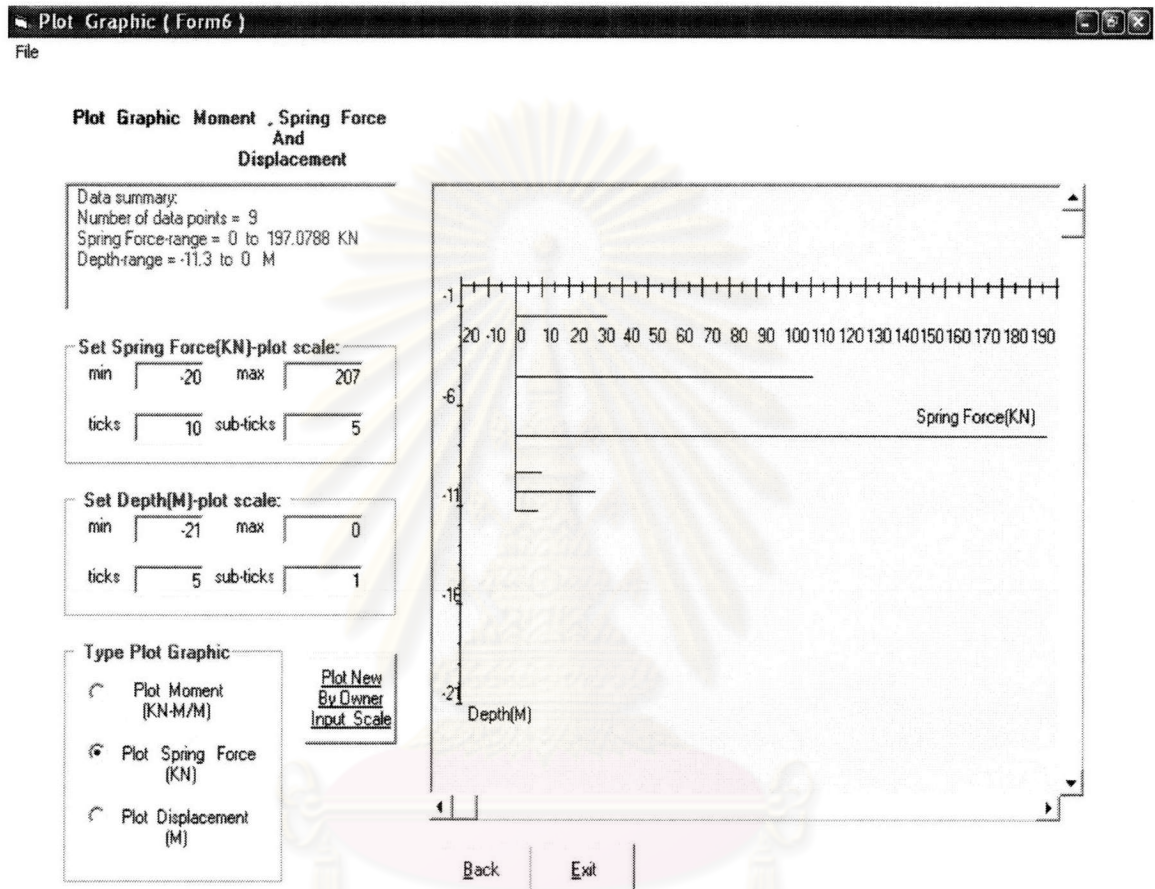 Plot Graphic ( Form6 )
File
Plot Graphic Moment , Spring Force
And
Displacement
Data summary:
Number of data points = 9
Spring Force-range = 0 to 197.0788 KN
Depth-range = -11.3 to 0 M
Set Spring Force(KN)-plot scale:
min -20 max 207
ticks 10 sub-ticks 5
Set Depth(M)-plot scale:
min -21 max 0
ticks 5 sub-ticks 1
Type Plot Graphic
Plot Moment
(KN-M/M)
Plot Spring Force
(KN)
Plot Displacement
(M)
Plot New
By Owner
Input Scale
-1
20 -10 0 10 20 30 40 50 60 70 80 90 100 110 120 130 140 150 160 170 180 190
-6
Spring Force(KN)
-11
-16
-21
Depth(M)
Back Exit